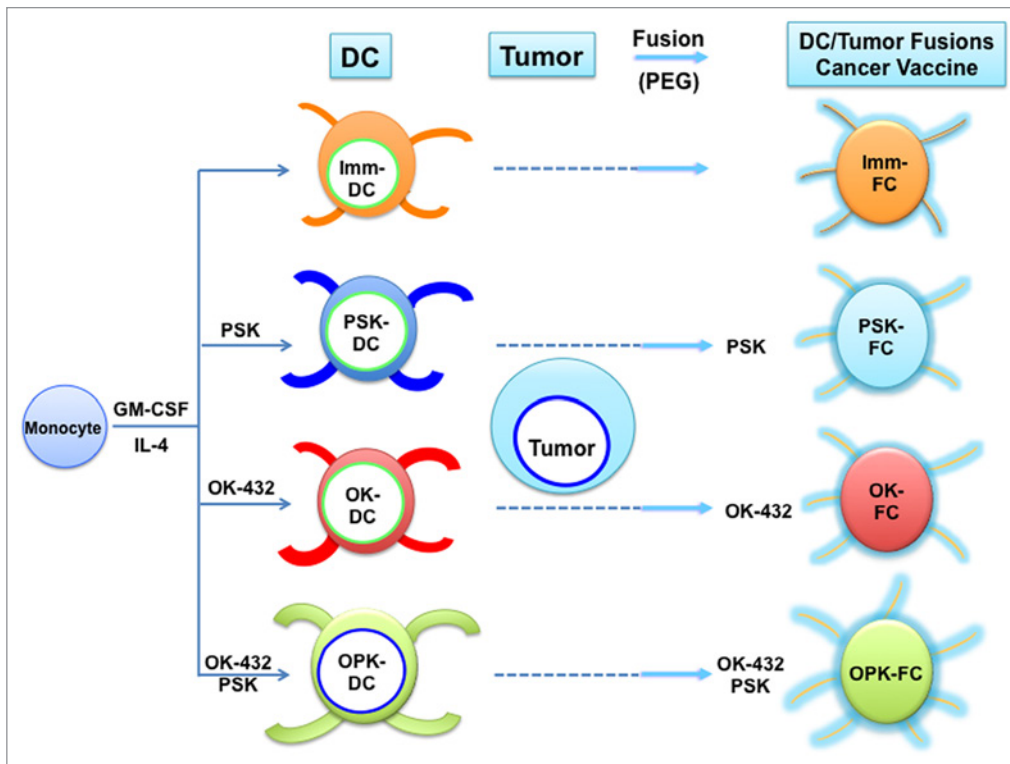 DC
Tumor
Fusion
(PEG)
DC/Tumor Fusions
Cancer Vaccine
Imm-
DC
Imm-
FC
PSK
PSK-
DC
PSK
PSK-
FC
Monocyte
GM-CSF
IL-4
Tumor
OK-432
OK-
DC
OK-432
OK-
FC
OK-432
PSK
OPK-
DC
OK-432
PSK
OPK-FC